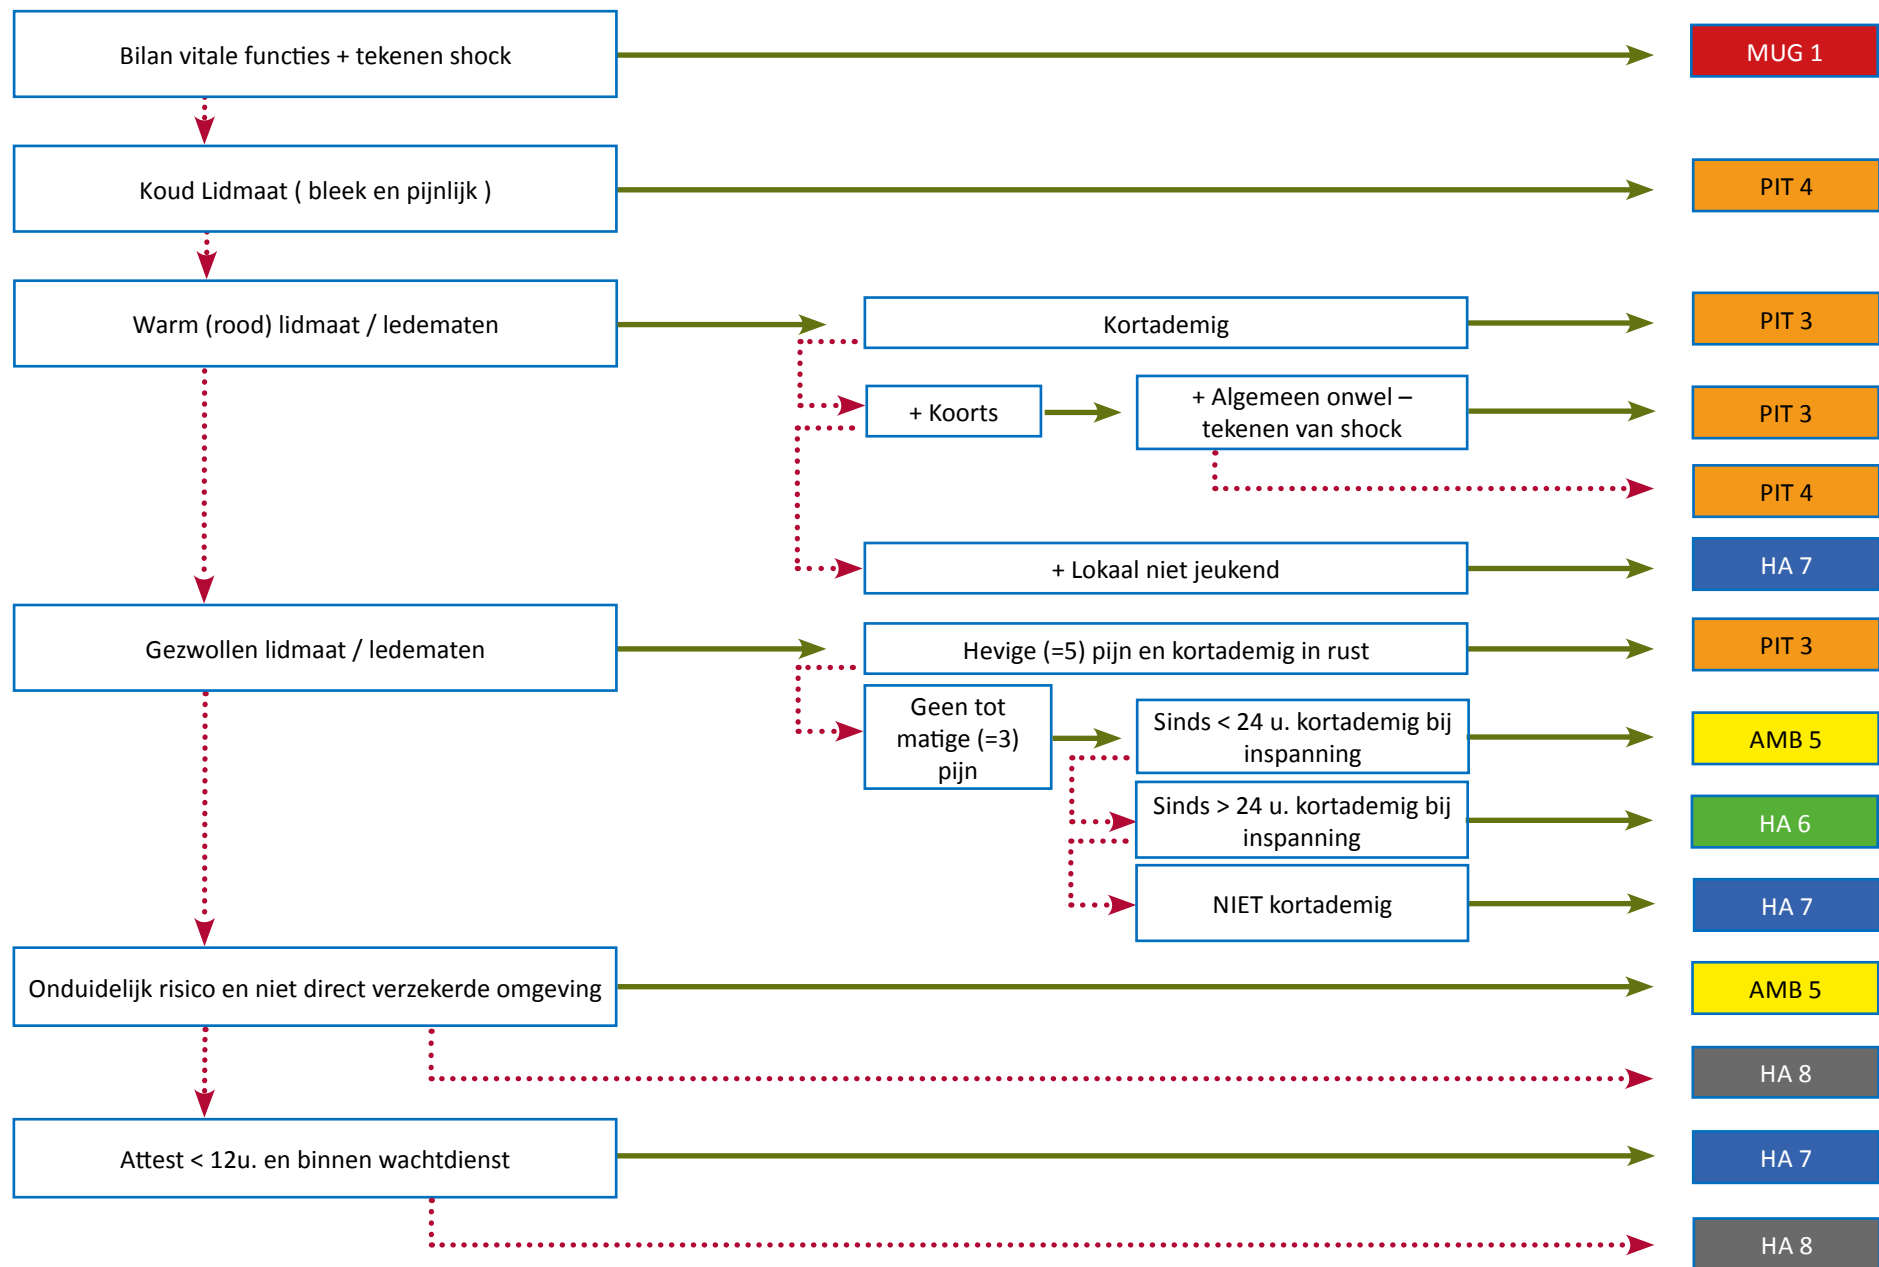 Bilan vitale functies + tekenen shock
MUG 1
Koud Lidmaat ( bleek en pijnlijk )
PIT 4
Warm (rood) lidmaat / ledematen
Kortademig
PIT 3
+ Koorts
+ Algemeen onwel –
tekenen van shock
PIT 3
PIT 4
+ Lokaal niet jeukend
HA 7
Gezwollen lidmaat / ledematen
Hevige (=5) pijn en kortademig in rust
PIT 3
Geen tot
matige (=3)
pijn
Sinds < 24 u. kortademig bij
inspanning
AMB 5
Sinds > 24 u. kortademig bij
inspanning
HA 6
NIET kortademig
HA 7
Onduidelijk risico en niet direct verzekerde omgeving
AMB 5
HA 8
Attest < 12u. en binnen wachtdienst
HA 7
HA 8